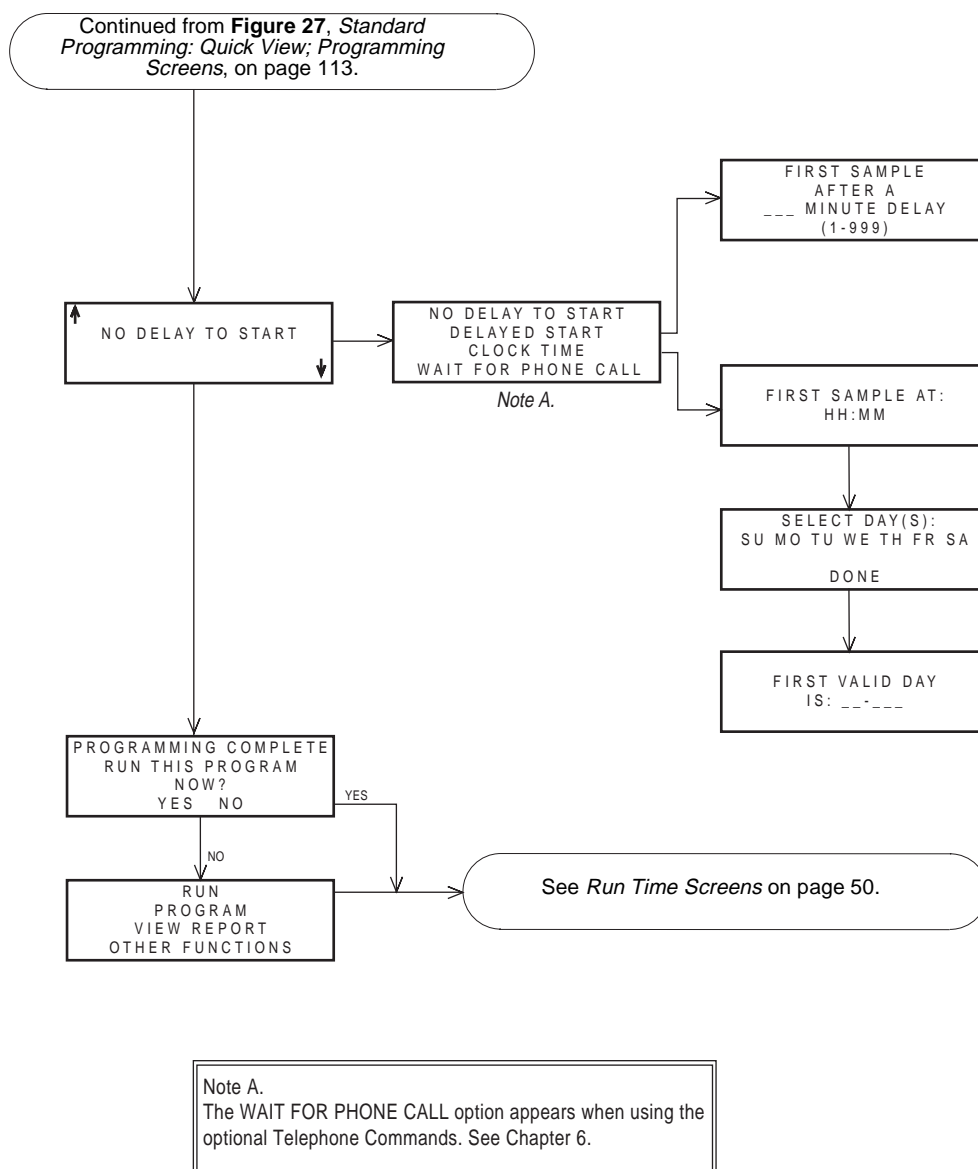 Continued from Figure 27, Standard
Programming: Quick View; Programming
Screens, on page 113.
FIRST SAMPLE
AFTER A
___ MINUTE DELAY
(1-999)
NO DELAY TO START
NO DELAY TO START
DELAYED START
CLOCK TIME
WAIT FOR PHONE CALL
Note A.
FIRST SAMPLE AT:
HH:MM
SELECT DAY(S):
SU MO TU WE TH FR SA
DONE
FIRST VALID DAY
IS: __-___
PROGRAMMING COMPLETE
RUN THIS PROGRAM
NOW?
YES NO
YES
NO
RUN
PROGRAM
VIEW REPORT
OTHER FUNCTIONS
See Run Time Screens on page 50.
Note A.
The WAIT FOR PHONE CALL option appears when using the
optional Telephone Commands. See Chapter 6.